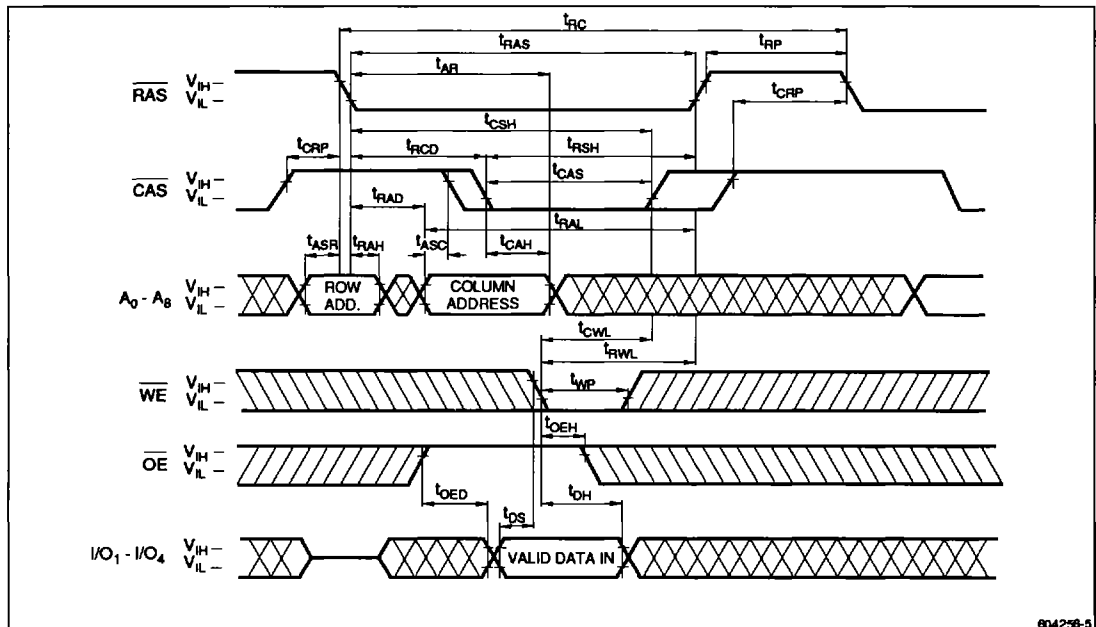 tRC
tRAS
tRP
tAR
RAS VIH – VIL –
tCRP
tCSH
tCRP tRCD tRSH
CAS VIH – VIL –
tCAS
tRAD
tRAL
tASR tRAH tASC tCAH
A0 - A8 VIH – VIL –
ROW ADD.
COLUMN ADDRESS
tCWL
tRWL
WE VIH – VIL –
tWP
tOEH
OE VIH – VIL –
tOED tDH
tDS
I/O1 - I/O4 VIH – VIL –
VALID DATA IN
604256-5